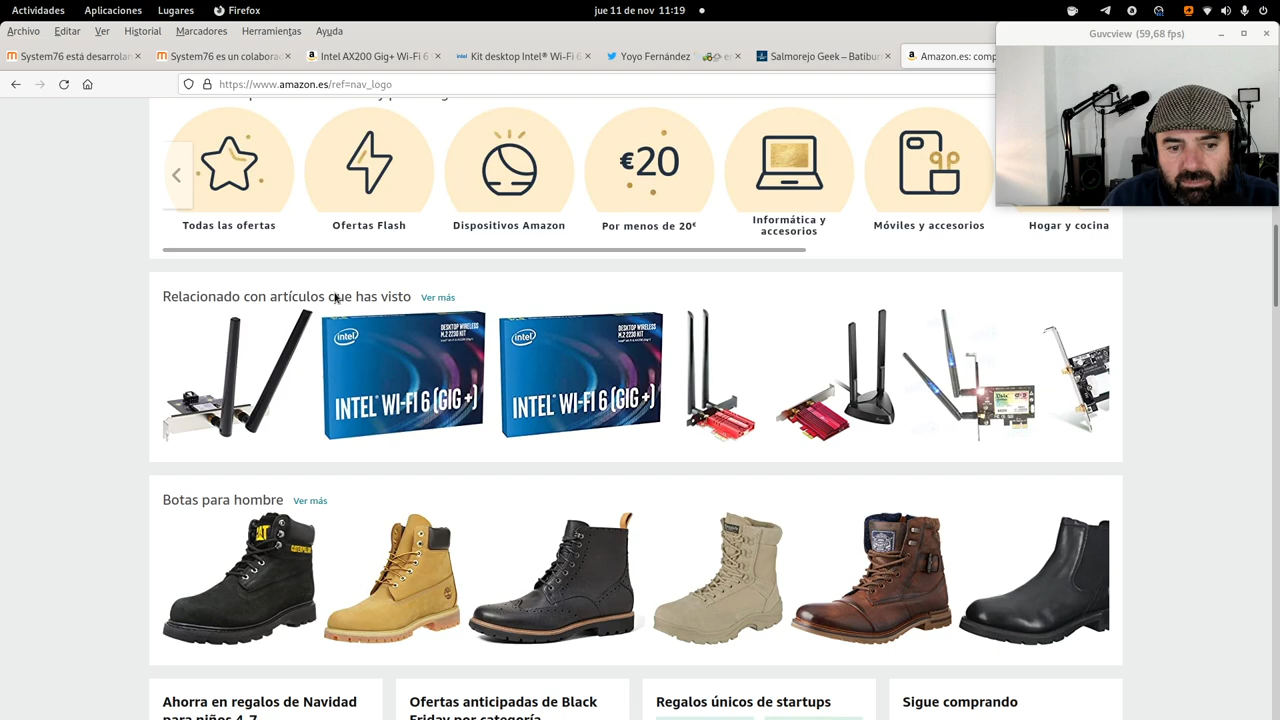 Actividades
Aplicaciones
Lugares
Firefox
jue 11 de nov 11:19
Archivo
Editar
Ver
Historial
Marcadores
Herramientas
Ayuda
Guvcview (59,68 fps)
System76 está desarrolan
System76 es un colabora
Intel AX200 Gig+ Wi-Fi 6
Kit desktop Intel® Wi-Fi 6
Yoyo Fernández
Salmorejo Geek – Batibur
Amazon.es: comp
https://www.amazon.es/ref=nav_logo
€20
Todas las ofertas
Ofertas Flash
Dispositivos Amazon
Por menos de 20€
Informática y
accesorios
Móviles y accesorios
Hogar y cocina
Relacionado con artículos que has visto
Ver más
intel
DESKTOP WIRELESS
M.2 2230 KIT
INTEL® WI-FI 6 (GIG+)
intel
DESKTOP WIRELESS
M.2 2230 KIT
INTEL® WI-FI 6 (GIG+)
Botas para hombre
Ver más
CAT
CATERPILLAR
Ahorra en regalos de Navidad
para niños 4-7
Ofertas anticipadas de Black
Friday por categoría
Regalos únicos de startups
Sigue comprando